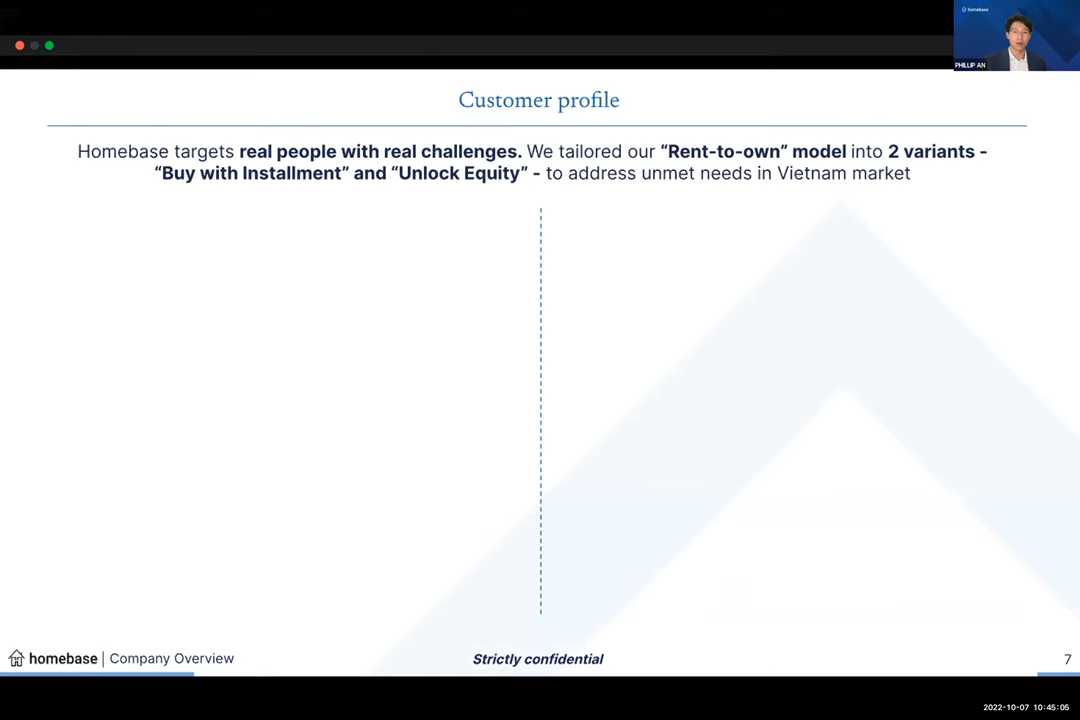 homebase
PHILLIP AN
Customer profile
Homebase targets real people with real challenges. We tailored our “Rent-to-own” model into 2 variants -
“Buy with Installment” and “Unlock Equity” - to address unmet needs in Vietnam market
homebase | Company Overview
Strictly confidential
7
2022-10-07 10:45:05